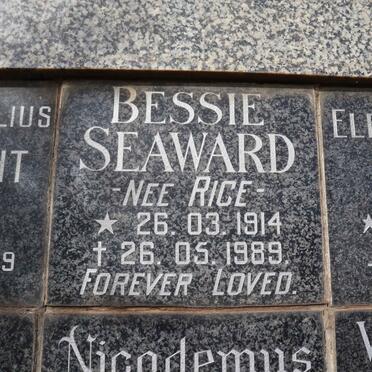 BESSIE
SEAWARD
- NEE RICE -
★ 26. 03. 1914
✝ 26. 05. 1989.
FOREVER LOVED.
Nicodemus